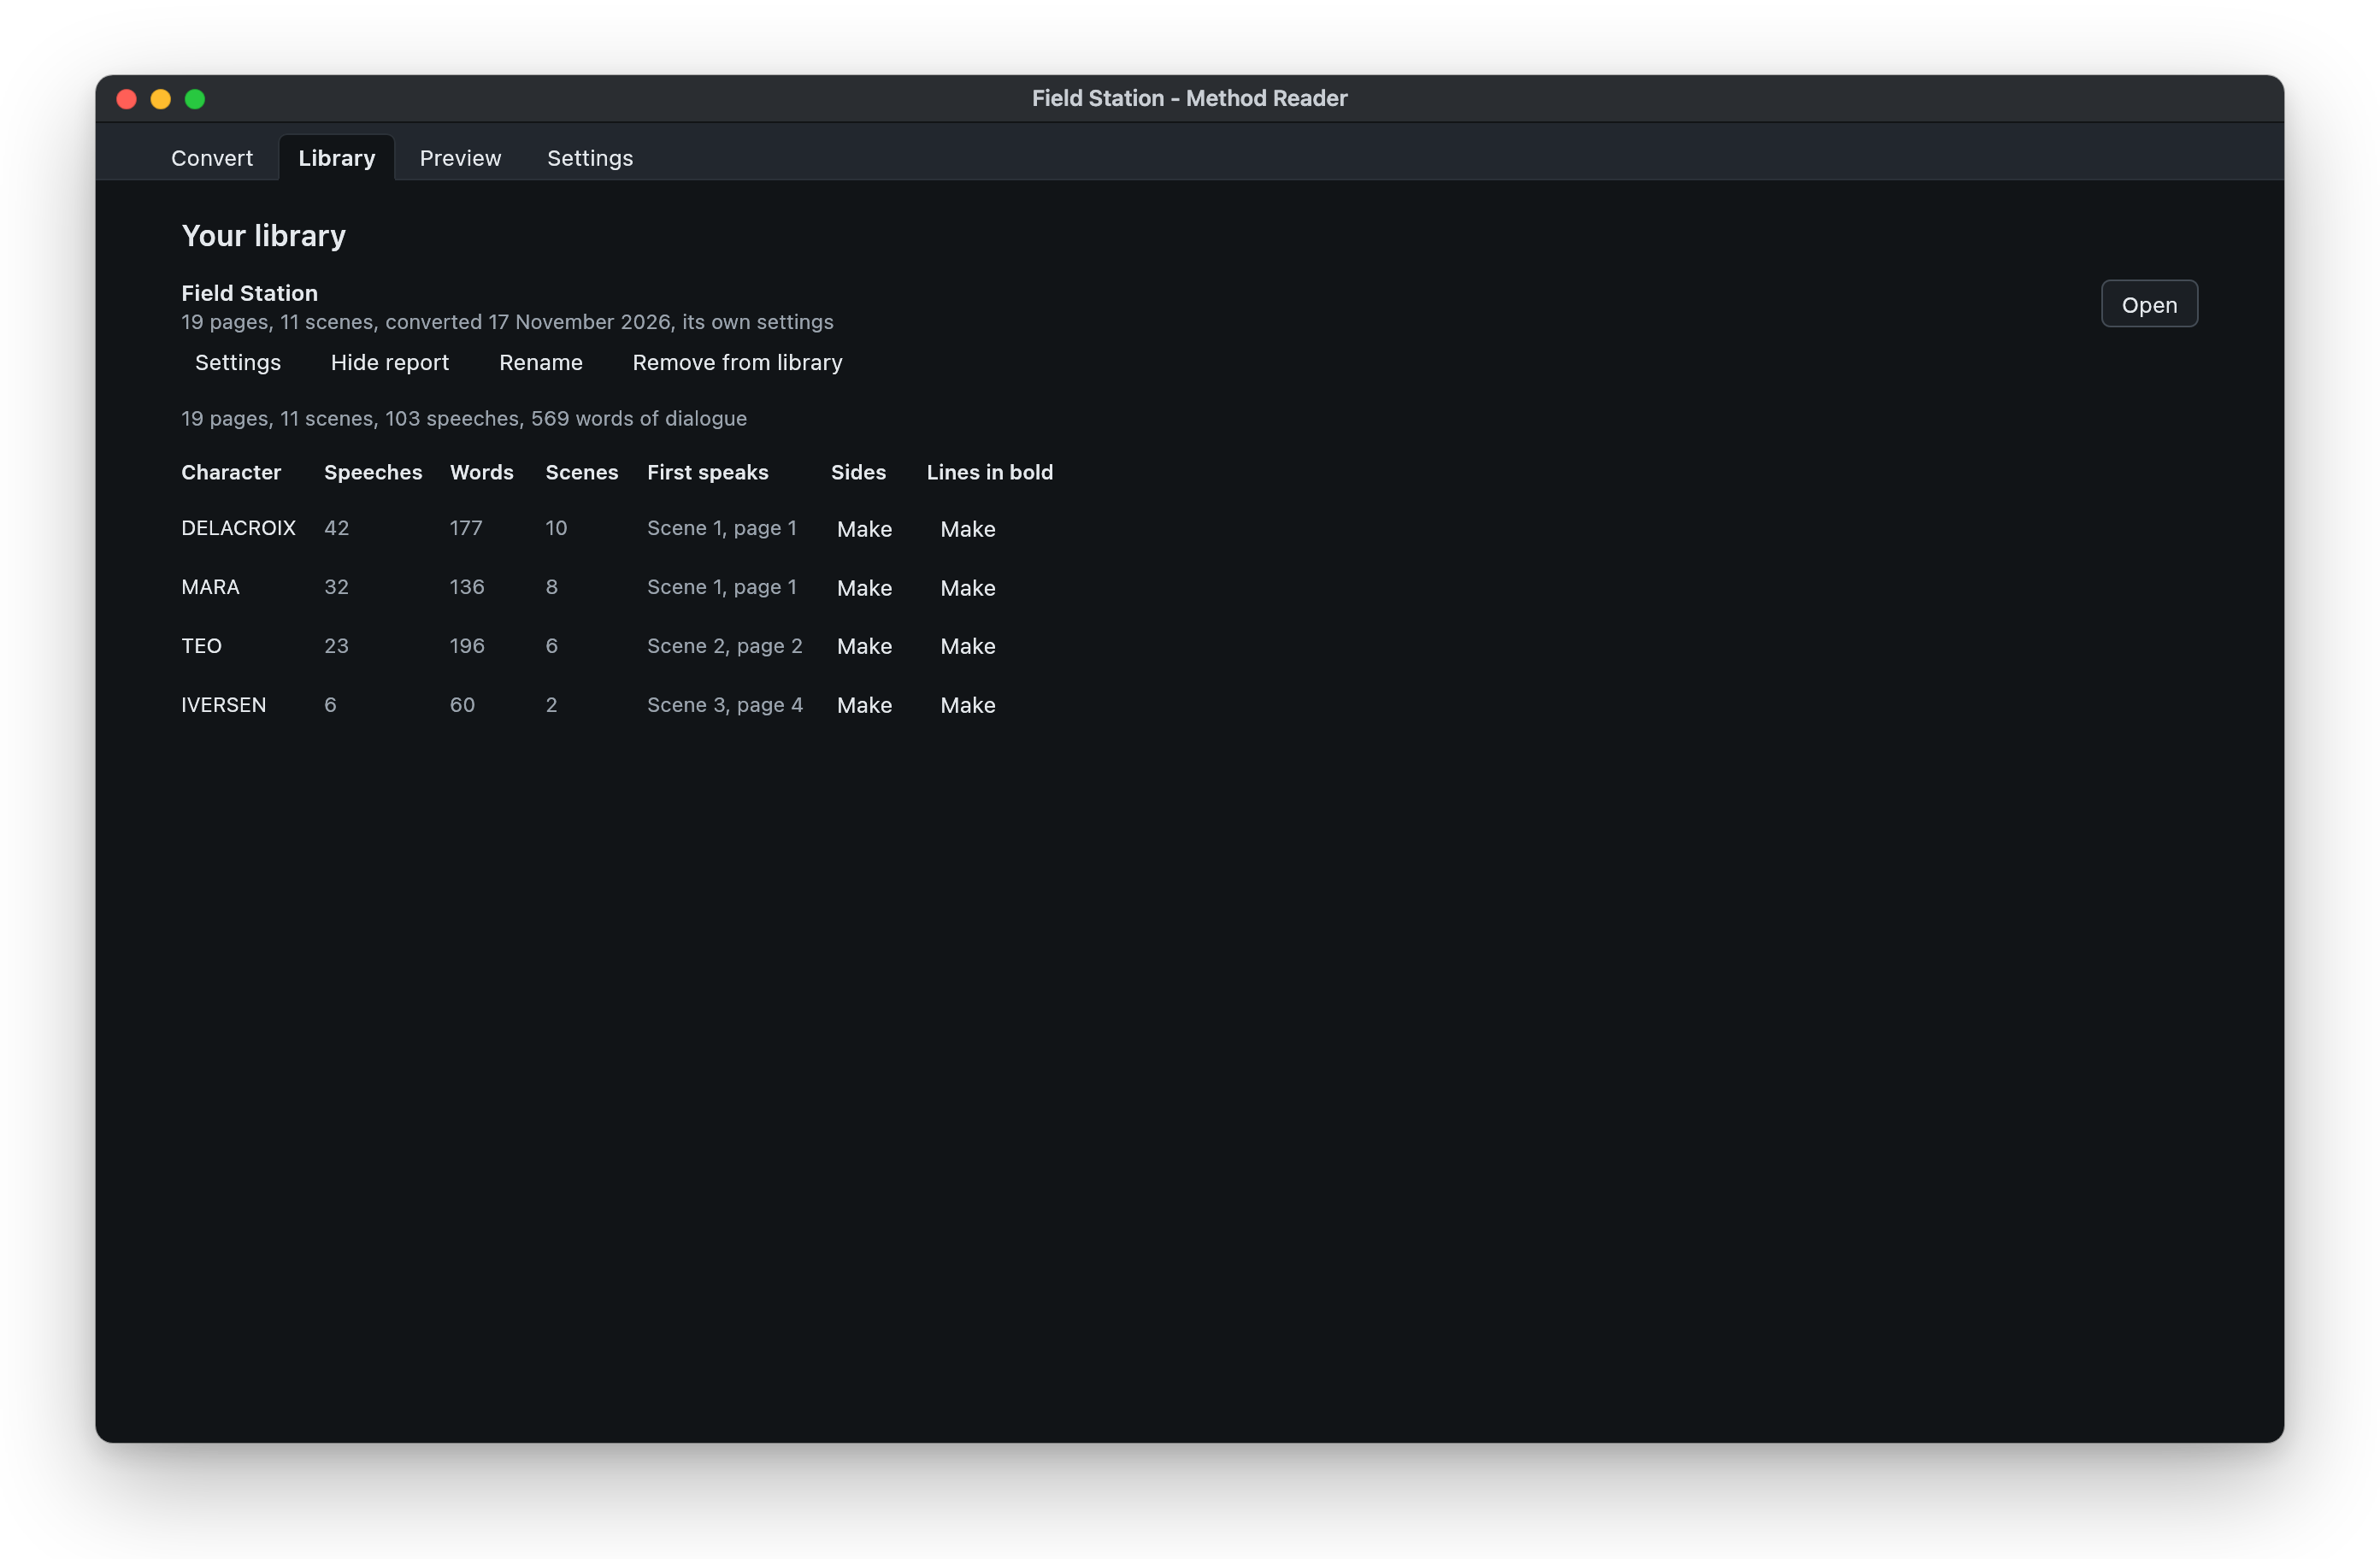 Field Station - Method Reader
Convert Library Preview Settings
Your library
Field Station
Open
19 pages, 11 scenes, converted 17 November 2026, its own settings
Settings Hide report Rename Remove from library
19 pages, 11 scenes, 103 speeches, 569 words of dialogue
Character Speeches Words Scenes First speaks Sides Lines in bold
DELACROIX 42 177 10 Scene 1, page 1 Make Make
MARA 32 136 8 Scene 1, page 1 Make Make
TEO 23 196 6 Scene 2, page 2 Make Make
IVERSEN 6 60 2 Scene 3, page 4 Make Make